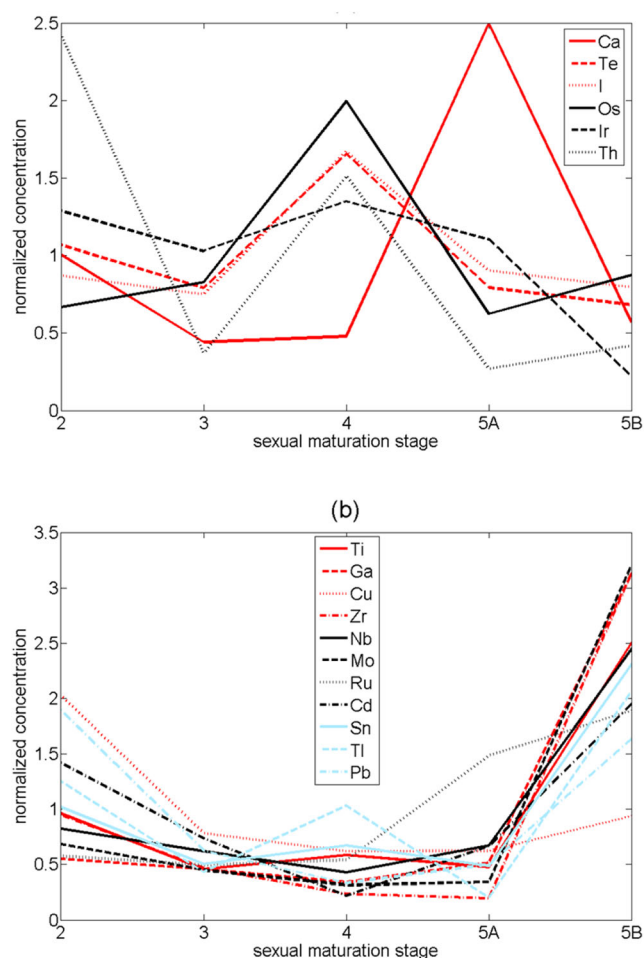 2.5
2
1.5
1
0.5
0
normalized concentration
Ca
Te
I
Os
Ir
Th
2 3 4 5A 5B
sexual maturation stage
(b)
3.5
3
2.5
2
1.5
1
0.5
0
normalized concentration
Ti
Ga
Cu
Zr
Nb
Mo
Ru
Cd
Sn
Tl
Pb
2 3 4 5A 5B
sexual maturation stage